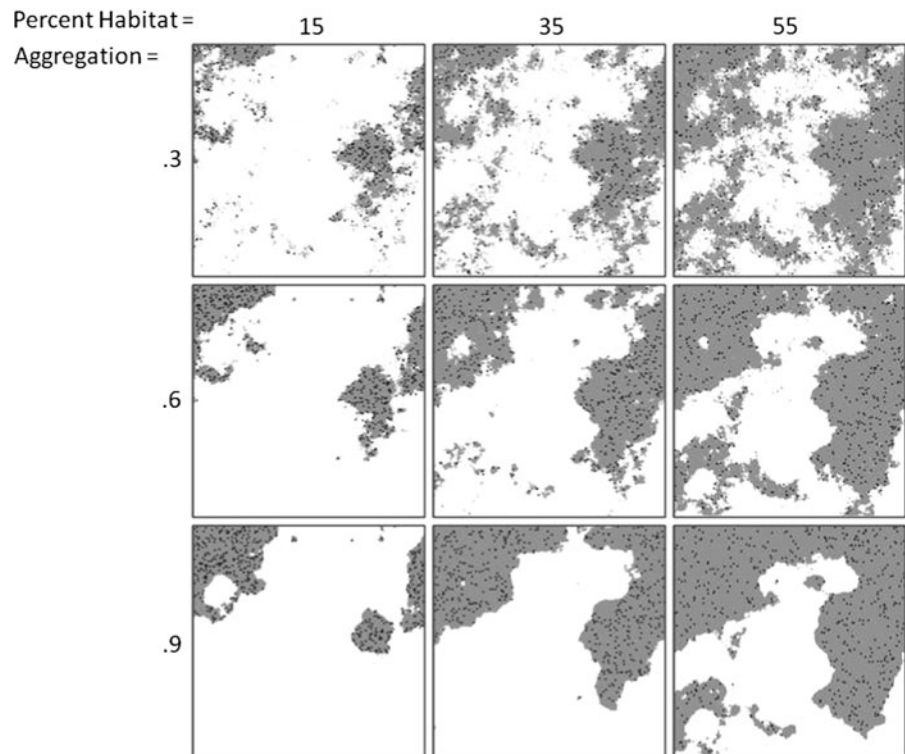 Percent Habitat = 15 35 55
Aggregation =
.3
.6
.9